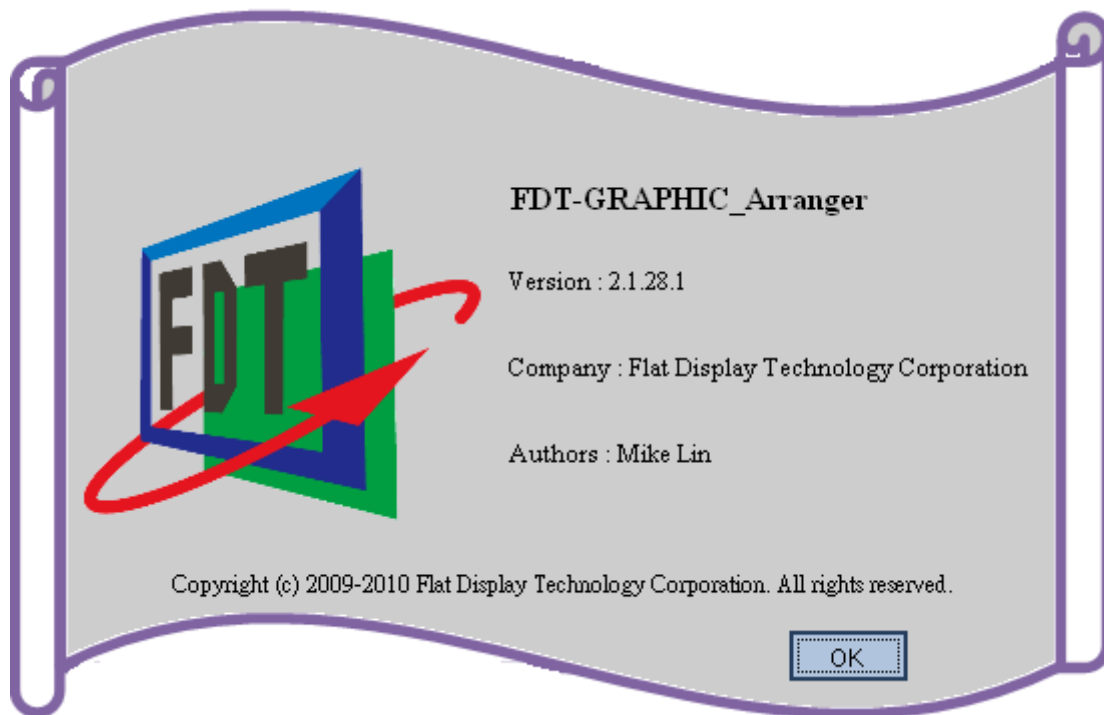 FDT
FDT-GRAPHIC_Arranger
Version : 2.1.28.1
Company : Flat Display Technology Corporation
Authors : Mike Lin
Copyright (c) 2009-2010 Flat Display Technology Corporation. All rights reserved.
OK